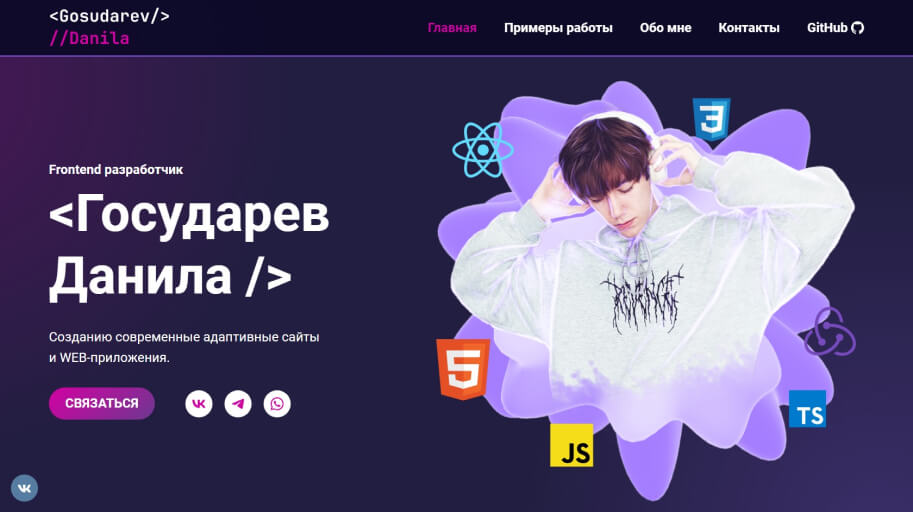 <Gosudarev/>
//Danila
Главная
Примеры работы
Обо мне
Контакты
GitHub
Frontend разработчик
<Государев
Данила />
Созданию современные адаптивные сайты
и WEB-приложения.
СВЯЗАТЬСЯ
REVENGE
3
5
JS
TS